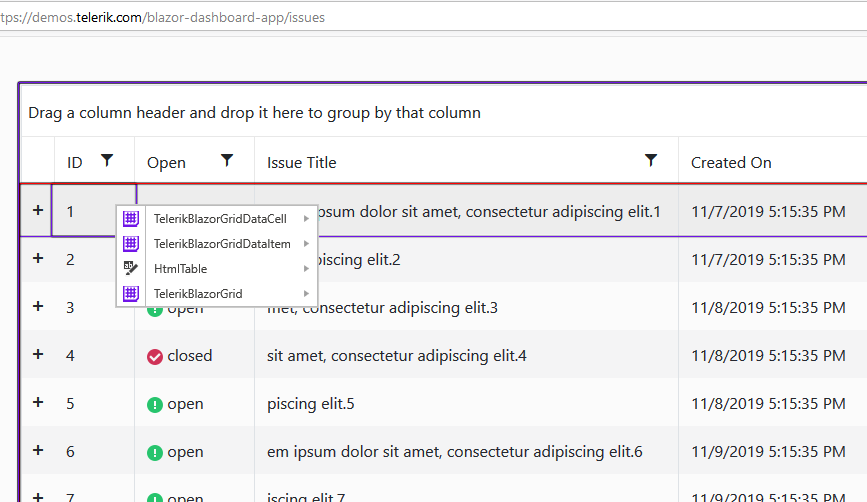 tps://demos.telerik.com/blazor-dashboard-app/issues
Drag a column header and drop it here to group by that column
ID Open Issue Title Created On
+ 1 psum dolor sit amet, consectetur adipiscing elit.1 11/7/2019 5:15:35 PM
TelerikBlazorGridDataCell
TelerikBlazorGridDataItem
HtmlTable
TelerikBlazorGrid
+ 2 piscing elit.2 11/7/2019 5:15:35 PM
+ 3 open met, consectetur adipiscing elit.3 11/8/2019 5:15:35 PM
+ 4 closed sit amet, consectetur adipiscing elit.4 11/8/2019 5:15:35 PM
+ 5 open piscing elit.5 11/8/2019 5:15:35 PM
+ 6 open em ipsum dolor sit amet, consectetur adipiscing elit.6 11/9/2019 5:15:35 PM
+ 7 open iscing elit.7 11/9/2019 5:15:35 PM